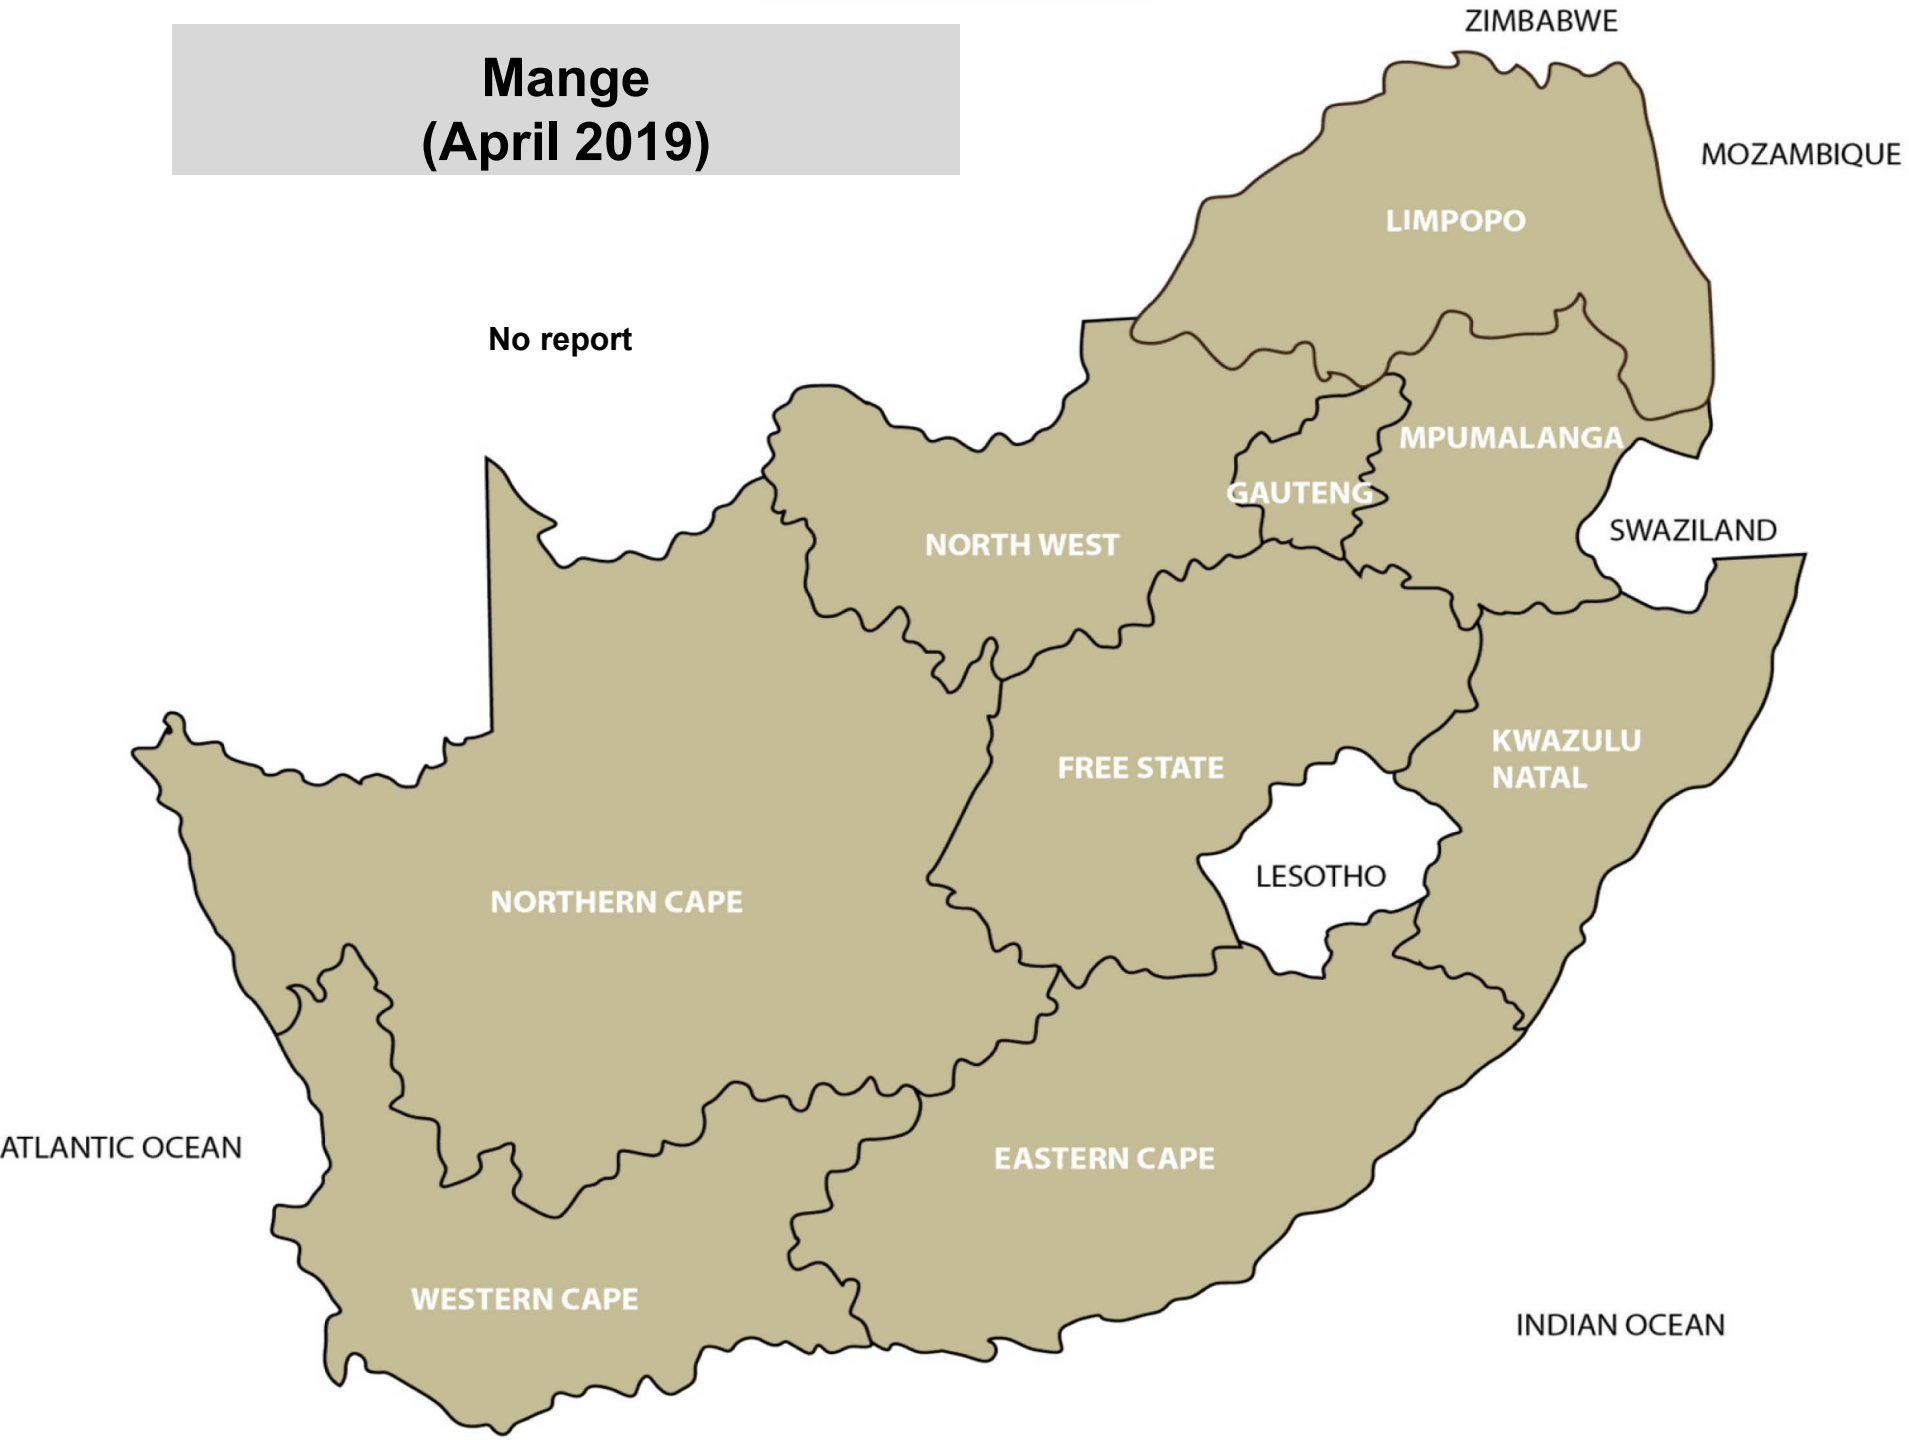 ZIMBABWE
Mange
(April 2019)
MOZAMBIQUE
LIMPOPO
No report
MPUMALANGA
GAUTENG
SWAZILAND
NORTH WEST
KWAZULU
NATAL
FREE STATE
LESOTHO
NORTHERN CAPE
ATLANTIC OCEAN
EASTERN CAPE
WESTERN CAPE
INDIAN OCEAN